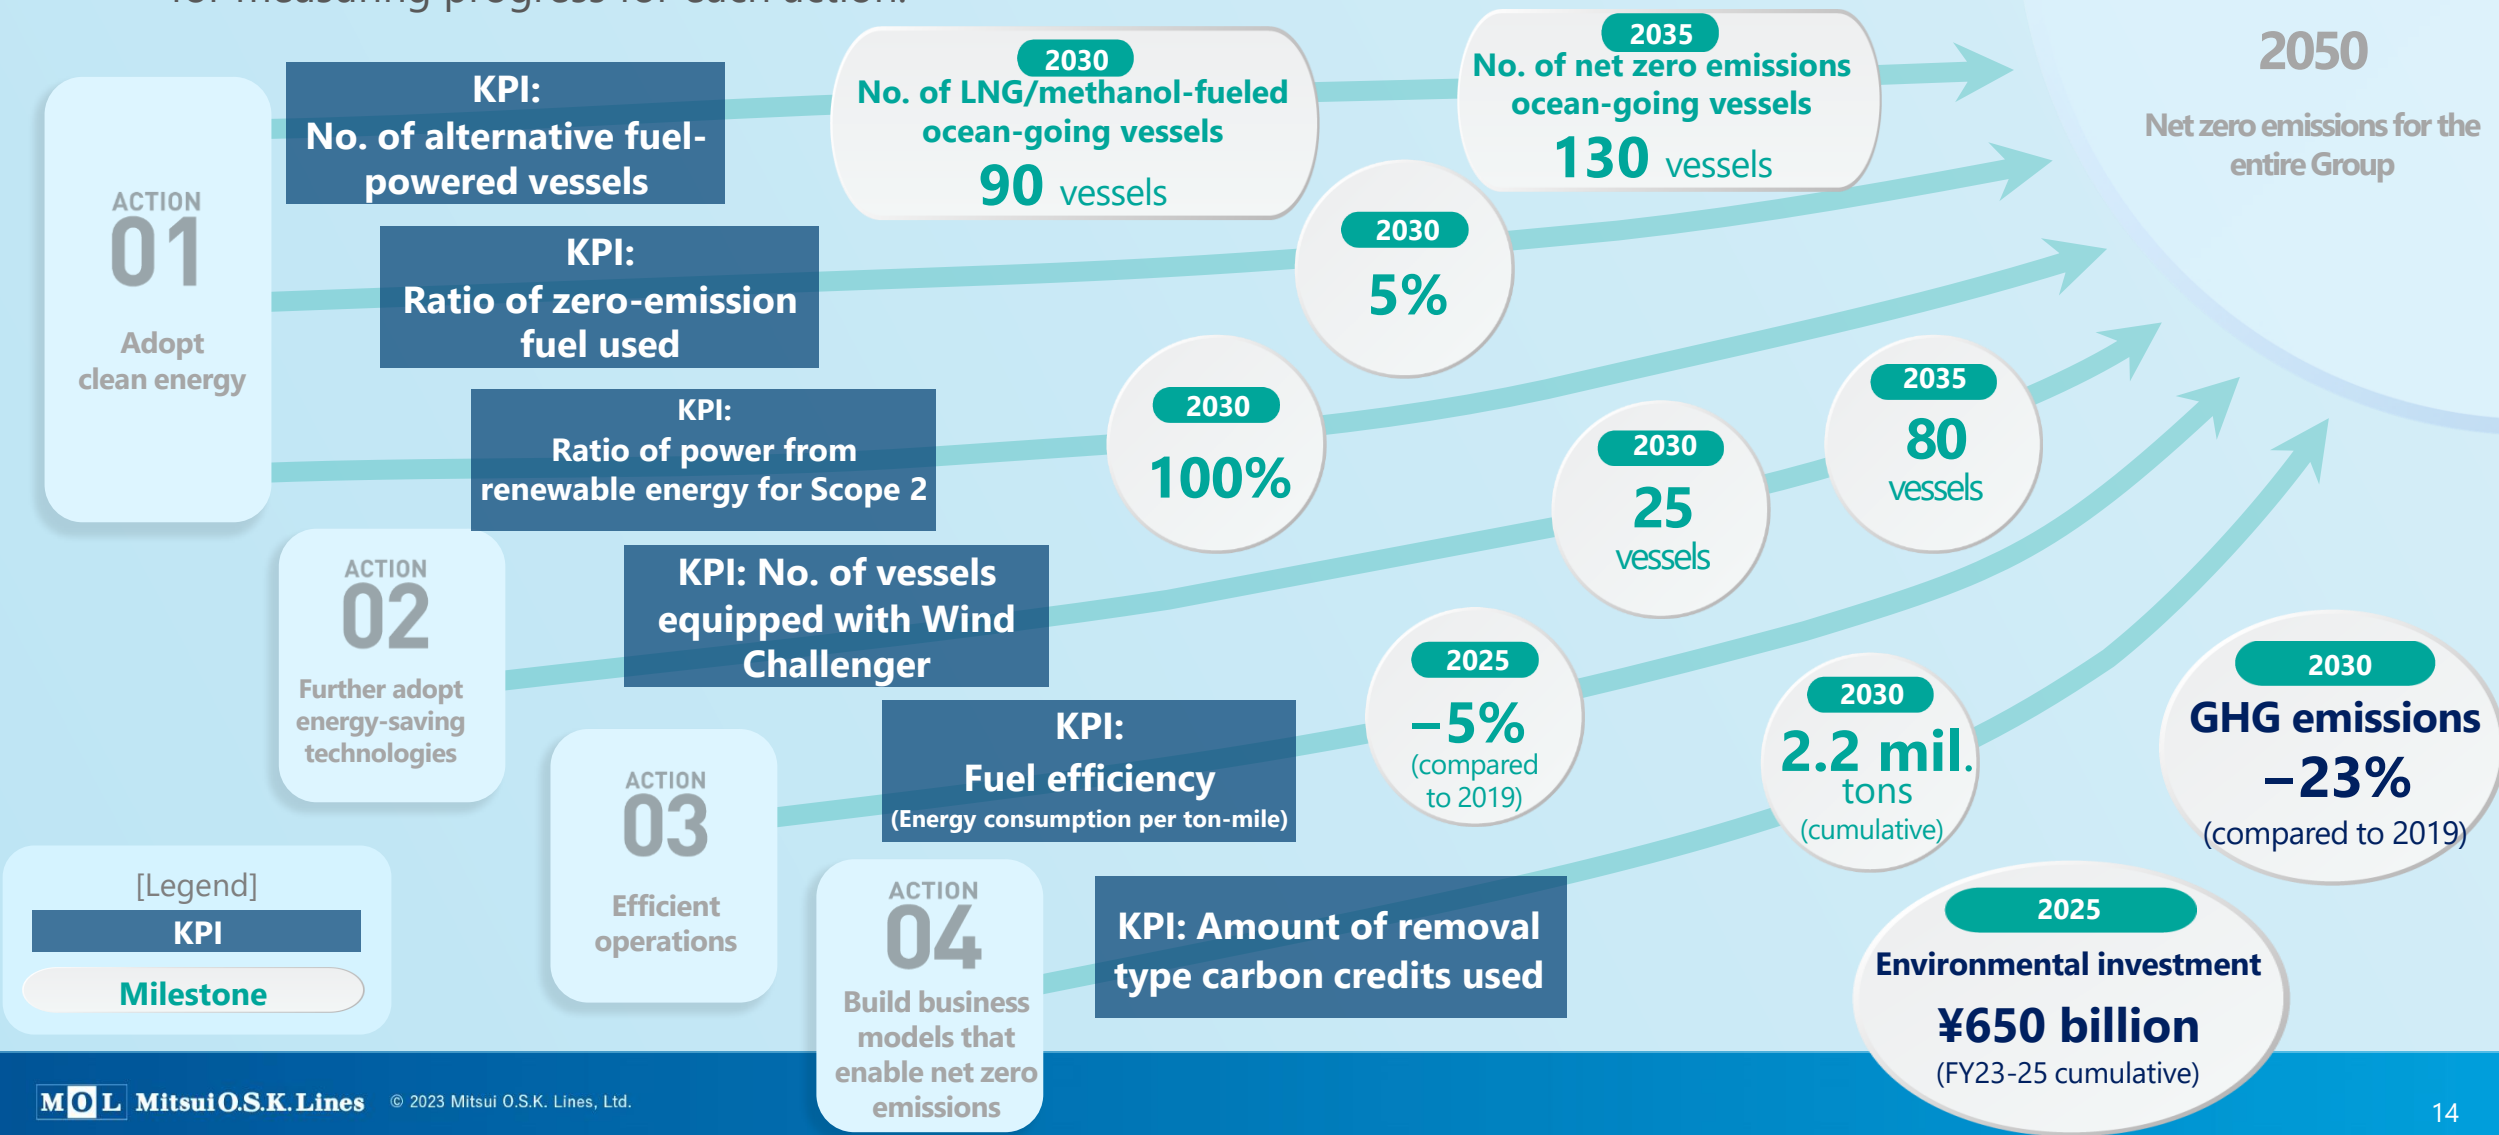 for measuring progress for each action.
ACTION
01
Adopt
clean energy
KPI:
No. of alternative fuel-
powered vessels
2030
No. of LNG/methanol-fueled
ocean-going vessels
90 vessels
2035
No. of net zero emissions
ocean-going vessels
130 vessels
2050
Net zero emissions for the
entire Group
KPI:
Ratio of zero-emission
fuel used
2030
5%
KPI:
Ratio of power from
renewable energy for Scope 2
2030
100%
ACTION
02
Further adopt
energy-saving
technologies
KPI: No. of vessels
equipped with Wind
Challenger
2030
25
vessels
2035
80
vessels
ACTION
03
Efficient
operations
KPI:
Fuel efficiency
(Energy consumption per ton-mile)
2025
–5%
(compared
to 2019)
ACTION
04
Build business
models that
enable net zero
emissions
KPI: Amount of removal
type carbon credits used
2030
2.2 mil.
tons
(cumulative)
2030
GHG emissions
–23%
(compared to 2019)
2025
Environmental investment
¥650 billion
(FY23-25 cumulative)
[Legend]
KPI
Milestone
MOL Mitsui O.S.K. Lines © 2023 Mitsui O.S.K. Lines, Ltd.
14